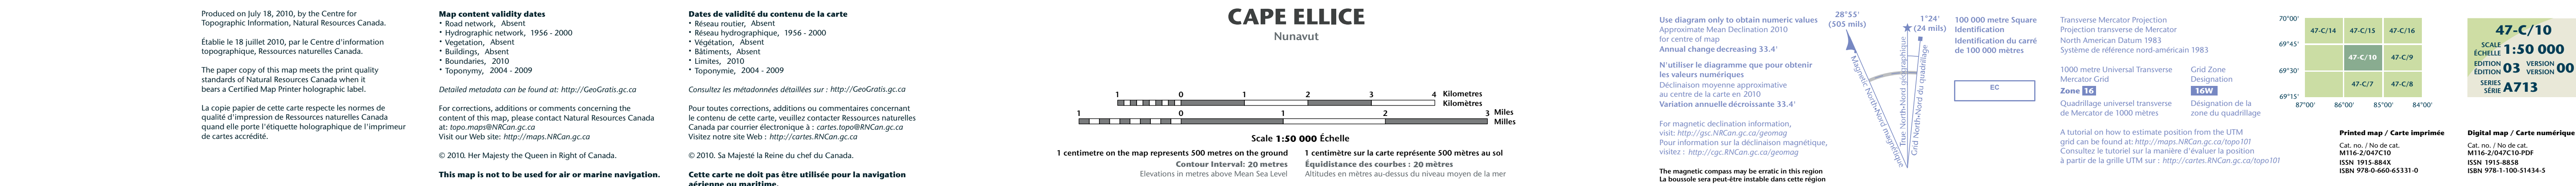 Produced on July 18, 2010, by the Centre for
Topographic Information, Natural Resources Canada.
Établie le 18 juillet 2010, par le Centre d'information
topographique, Ressources naturelles Canada.
The paper copy of this map meets the print quality
standards of Natural Resources Canada when it
bears a Certified Map Printer holographic label.
La copie papier de cette carte respecte les normes de
qualité d'impression de Ressources naturelles Canada
quand elle porte l'étiquette holographique de l'imprimeur
de cartes accrédité.
Map content validity dates
• Road network, Absent
• Hydrographic network, 1956 - 2000
• Vegetation, Absent
• Buildings, Absent
• Boundaries, 2010
• Toponymy, 2004 - 2009
Detailed metadata can be found at: http://GeoGratis.gc.ca
For corrections, additions or comments concerning the
content of this map, please contact Natural Resources Canada
at: topo.maps@NRCan.gc.ca
Visit our Web site: http://maps.NRCan.gc.ca
© 2010. Her Majesty the Queen in Right of Canada.
This map is not to be used for air or marine navigation.
Dates de validité du contenu de la carte
• Réseau routier, Absent
• Réseau hydrographique, 1956 - 2000
• Végétation, Absent
• Bâtiments, Absent
• Limites, 2010
• Toponymie, 2004 - 2009
Consultez les métadonnées détaillées sur : http://GeoGratis.gc.ca
Pour toutes corrections, additions ou commentaires concernant
le contenu de cette carte, veuillez contacter Ressources naturelles
Canada par courrier électronique à : cartes.topo@RNCan.gc.ca
Visitez notre site Web : http://cartes.RNCan.gc.ca
© 2010. Sa Majesté la Reine du chef du Canada.
Cette carte ne doit pas être utilisée pour la navigation
aérienne ou maritime.
CAPE ELLICE
Nunavut
1 0 1 2 3 4 Kilometres
Kilomètres
1 0 1 2 3 Miles
Milles
Scale 1:50 000 Échelle
1 centimetre on the map represents 500 metres on the ground
1 centimètre sur la carte représente 500 mètres au sol
Contour Interval: 20 metres
Équidistance des courbes : 20 mètres
Elevations in metres above Mean Sea Level
Altitudes en mètres au-dessus du niveau moyen de la mer
Use diagram only to obtain numeric values
Approximate Mean Declination 2010
for centre of map
Annual change decreasing 33.4'
N'utiliser le diagramme que pour obtenir
les valeurs numériques
Déclinaison moyenne approximative
au centre de la carte en 2010
Variation annuelle décroissante 33.4'
For magnetic declination information,
visit: http://gsc.NRCan.gc.ca/geomag
Pour information sur la déclinaison magnétique,
visitez : http://cgc.RNCan.gc.ca/geomag
The magnetic compass may be erratic in this region
La boussole sera peut-être instable dans cette région
28°55'
(505 mils)
1°24'
(24 mils)
Magnetic North•Nord magnétique
True North•Nord géographique
Grid North•Nord du quadrillage
100 000 metre Square
Identification
Identification du carré
de 100 000 mètres
EC
Transverse Mercator Projection
Projection transverse de Mercator
North American Datum 1983
Système de référence nord-américain 1983
1000 metre Universal Transverse
Mercator Grid
Zone 16
Quadrillage universel transverse
de Mercator de 1000 mètres
Grid Zone
Designation
16W
Désignation de la
zone du quadrillage
A tutorial on how to estimate position from the UTM
grid can be found at: http://maps.NRCan.gc.ca/topo101
Consultez le tutoriel sur la manière d'évaluer la position
à partir de la grille UTM sur : http://cartes.RNCan.gc.ca/topo101
70°00'
69°45'
69°30'
69°15'
47-C/14 47-C/15 47-C/16
47-C/10 47-C/9
47-C/7 47-C/8
87°00' 86°00' 85°00' 84°00'
47-C/10
SCALE
ÉCHELLE 1:50 000
EDITION
ÉDITION 03 VERSION
VERSION 00
SERIES
SÉRIE A713
Printed map / Carte imprimée
Cat. no. / No de cat.
M116-2/047C10
ISSN 1915-884X
ISBN 978-0-660-65331-0
Digital map / Carte numérique
Cat. no. / No de cat.
M116-2/047C10-PDF
ISSN 1915-8858
ISBN 978-1-100-51434-5